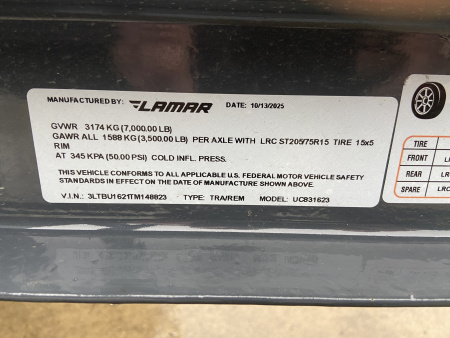 MANUFACTURED BY: LAMAR DATE: 10/13/2025
GVWR 3174 KG (7,000.00 LB)
GAWR ALL 1588 KG (3,500.00 LB) PER AXLE WITH LRC ST205/75R15 TIRE 15x5
RIM
AT 345 KPA (50.00 PSI) COLD INFL. PRESS.
THIS VEHICLE CONFORMS TO ALL APPLICABLE U.S. FEDERAL MOTOR VEHICLE SAFETY
STANDARDS IN EFFECT ON THE DATE OF MANUFACTURE SHOWN ABOVE.
V.I.N.: 3LTBU1621TM148823 TYPE: TRA/REM MODEL: UC831623
TIRE
FRONT
REAR LR
SPARE LRC